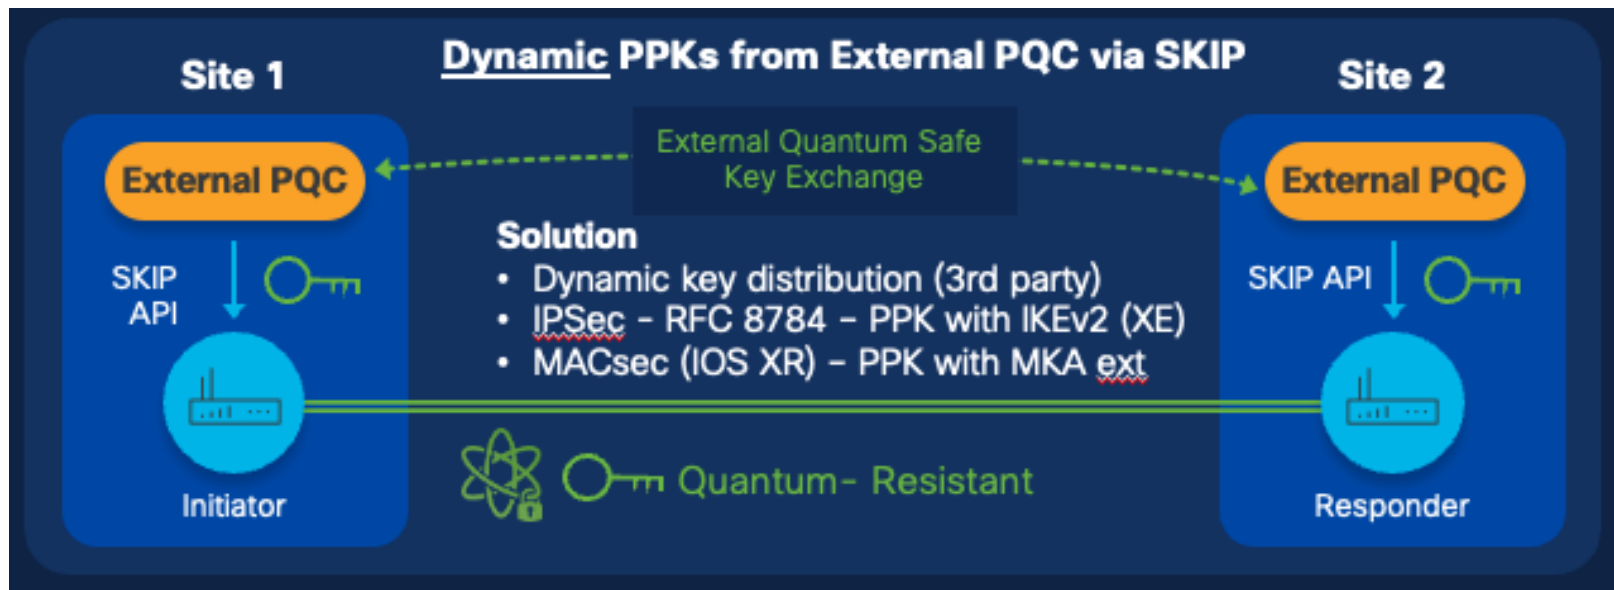 Dynamic PPKs from External PQC via SKIP
Site 1
Site 2
External Quantum Safe
Key Exchange
External PQC
External PQC
SKIP
API
SKIP API
Solution
• Dynamic key distribution (3rd party)
• IPSec – RFC 8784 – PPK with IKEv2 (XE)
• MACsec (IOS XR) – PPK with MKA ext
Quantum- Resistant
Initiator
Responder